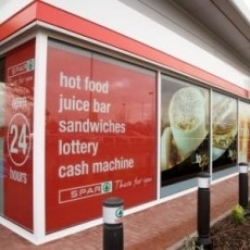 SPAR
open
24
hours
hot food
juice bar
sandwiches
lottery
cash machine
SPAR There for you